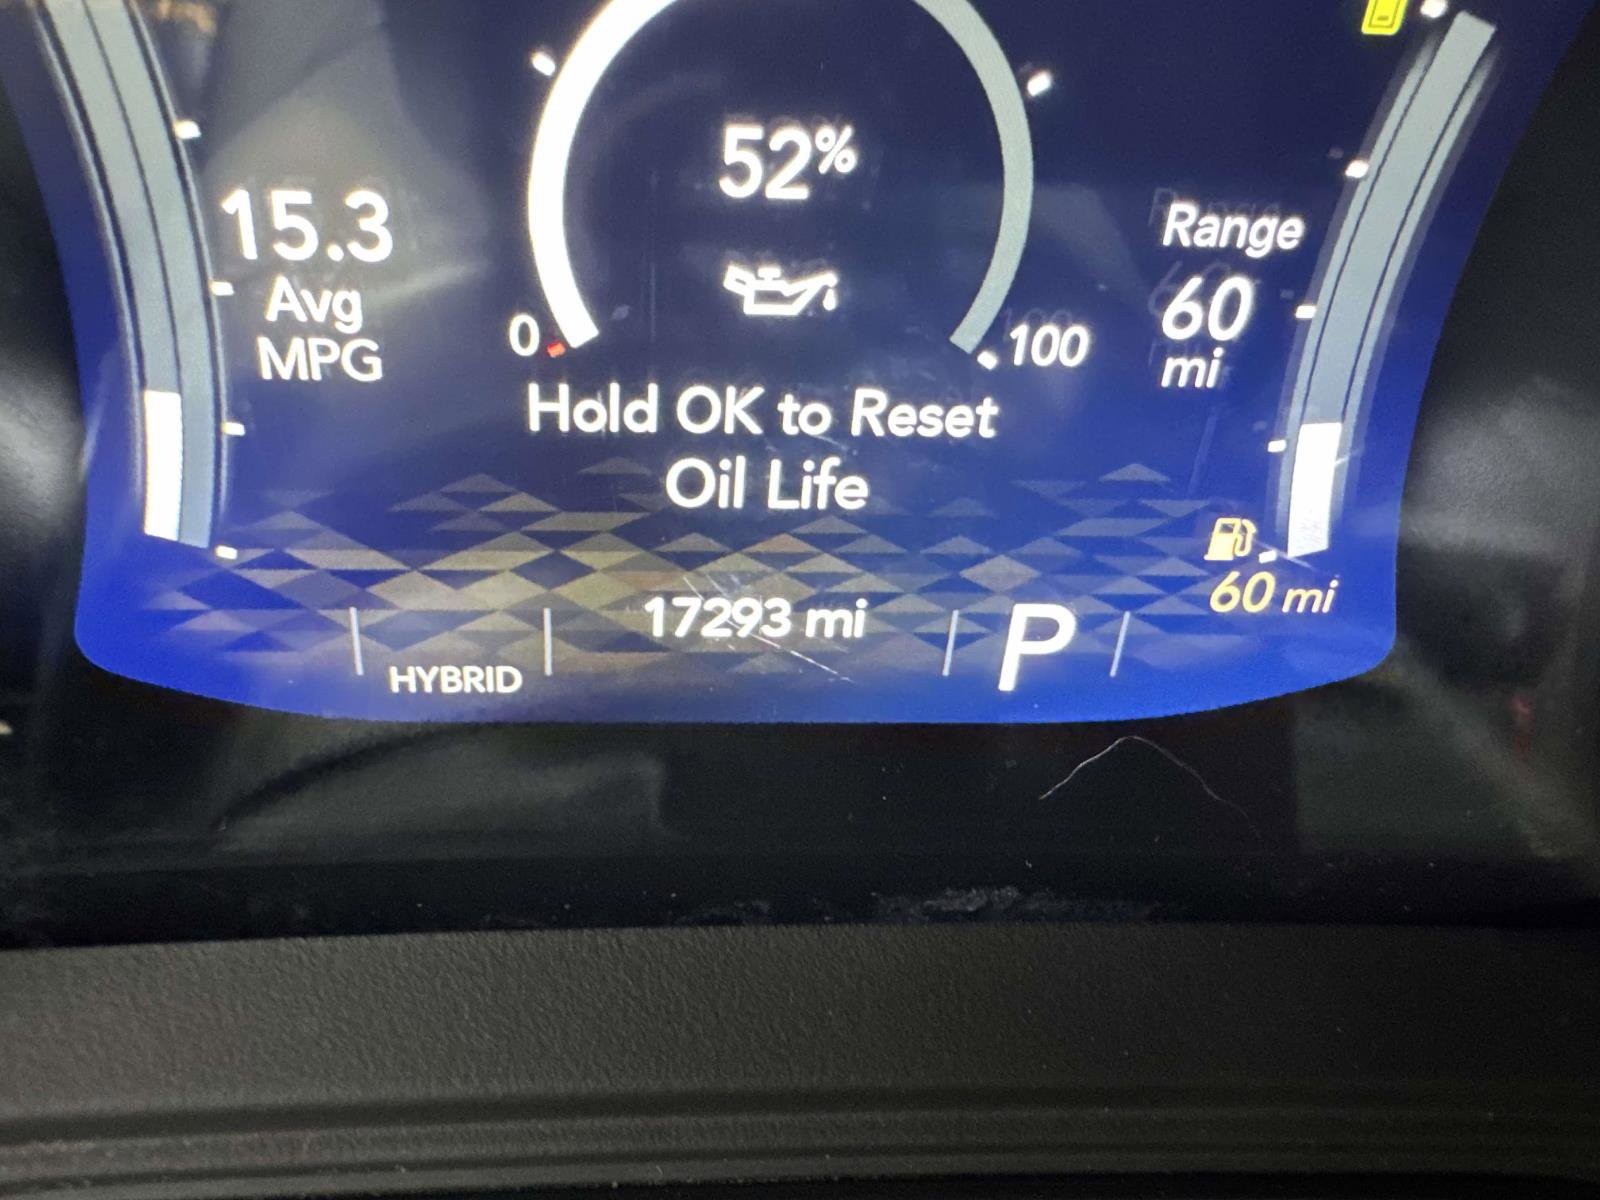 52%
15.3
Avg
MPG
Range
60
mi
0
100
Hold OK to Reset
Oil Life
60 mi
17293 mi
P
HYBRID